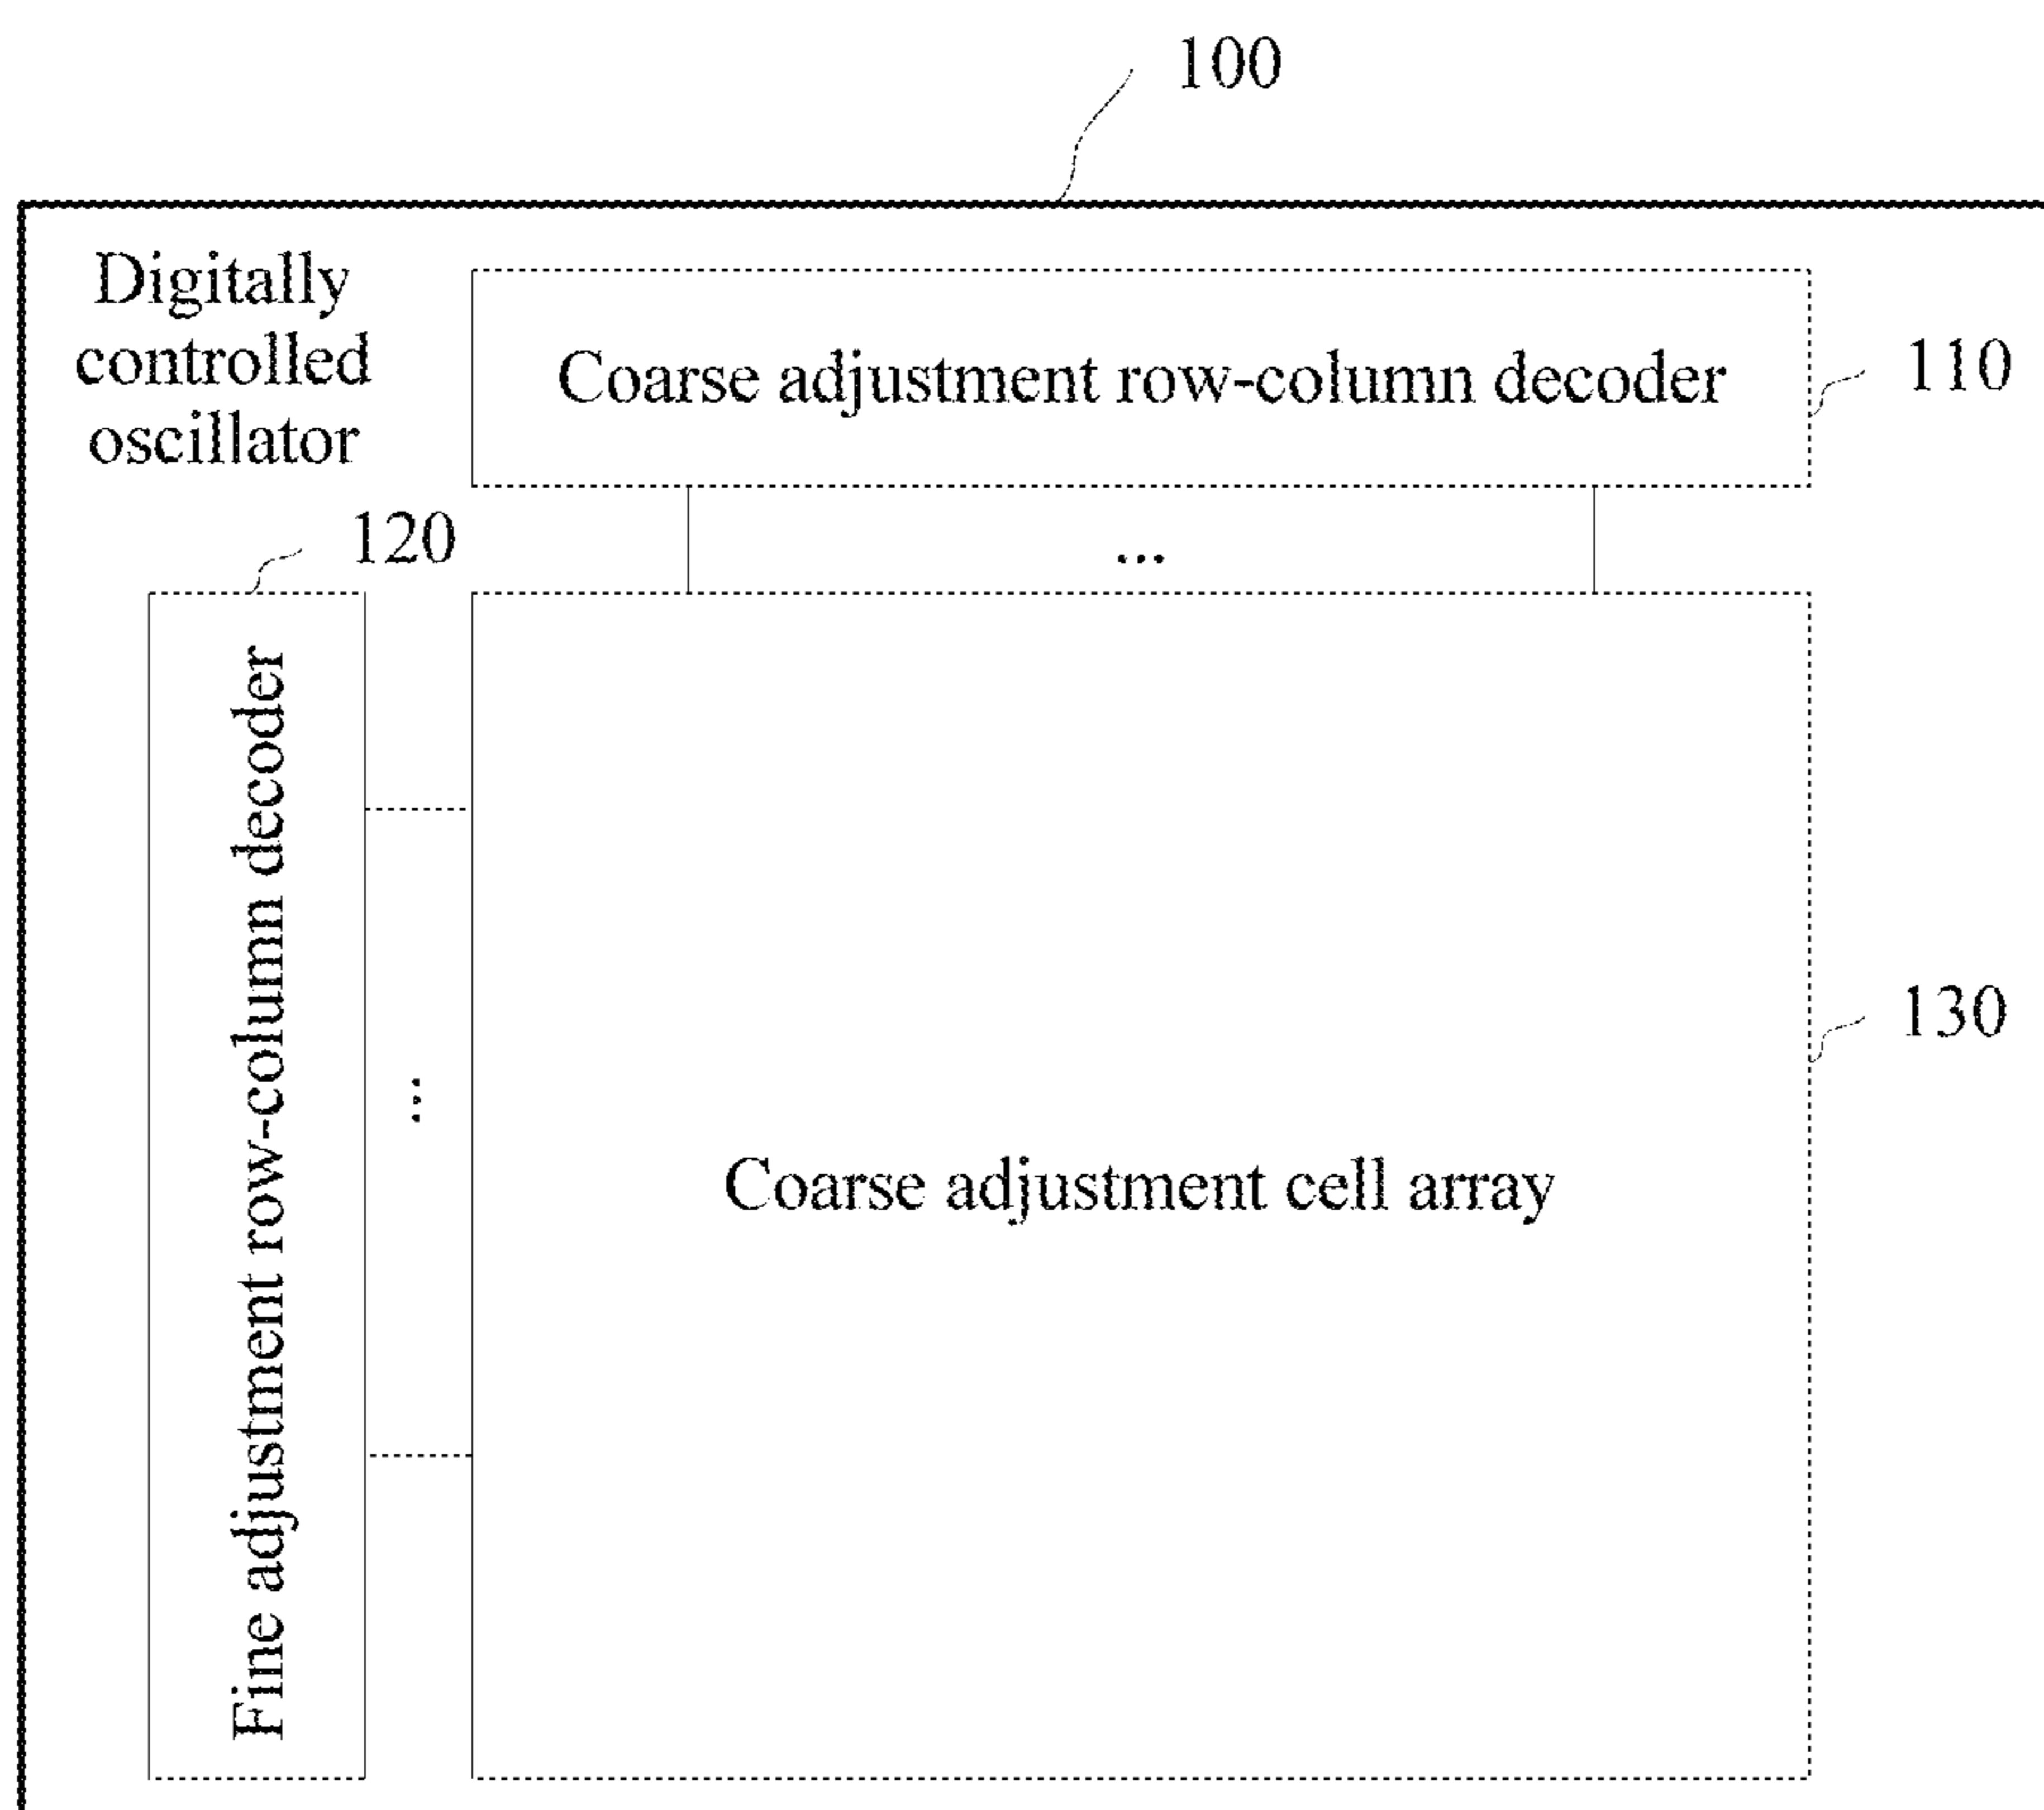 100
Digitally
controlled
oscillator
Coarse adjustment row-column decoder
110
120
...
Fine adjustment row-column decoder
...
130
Coarse adjustment cell array